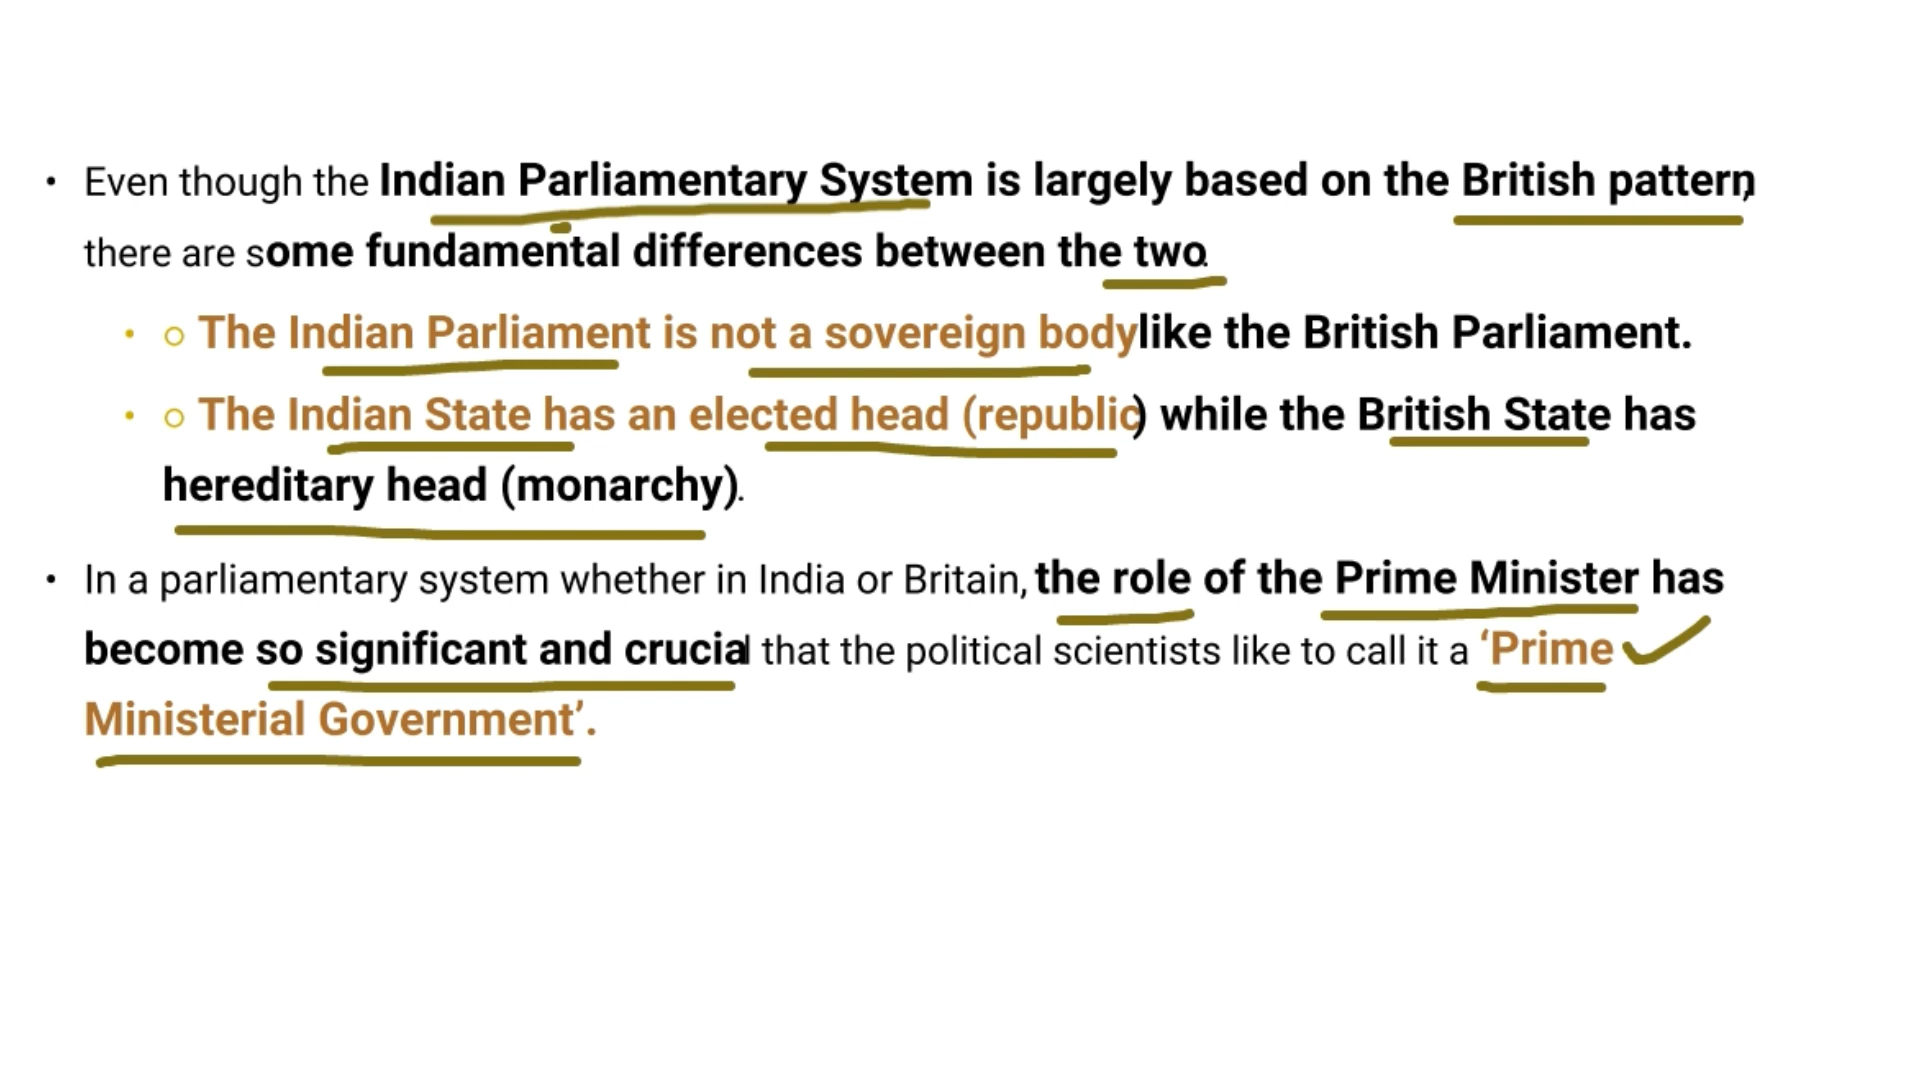 • Even though the Indian Parliamentary System is largely based on the British pattern,
there are some fundamental differences between the two.
• ○ The Indian Parliament is not a sovereign body like the British Parliament.
• ○ The Indian State has an elected head (republic) while the British State has
hereditary head (monarchy).
• In a parliamentary system whether in India or Britain, the role of the Prime Minister has
become so significant and crucial that the political scientists like to call it a ‘Prime
Ministerial Government’.